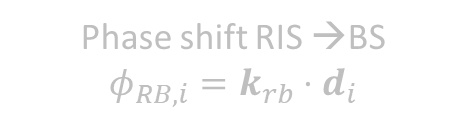 Phase shift RIS →BS
𝜙_{RB,i} = 𝒌_{rb} · 𝒅_i